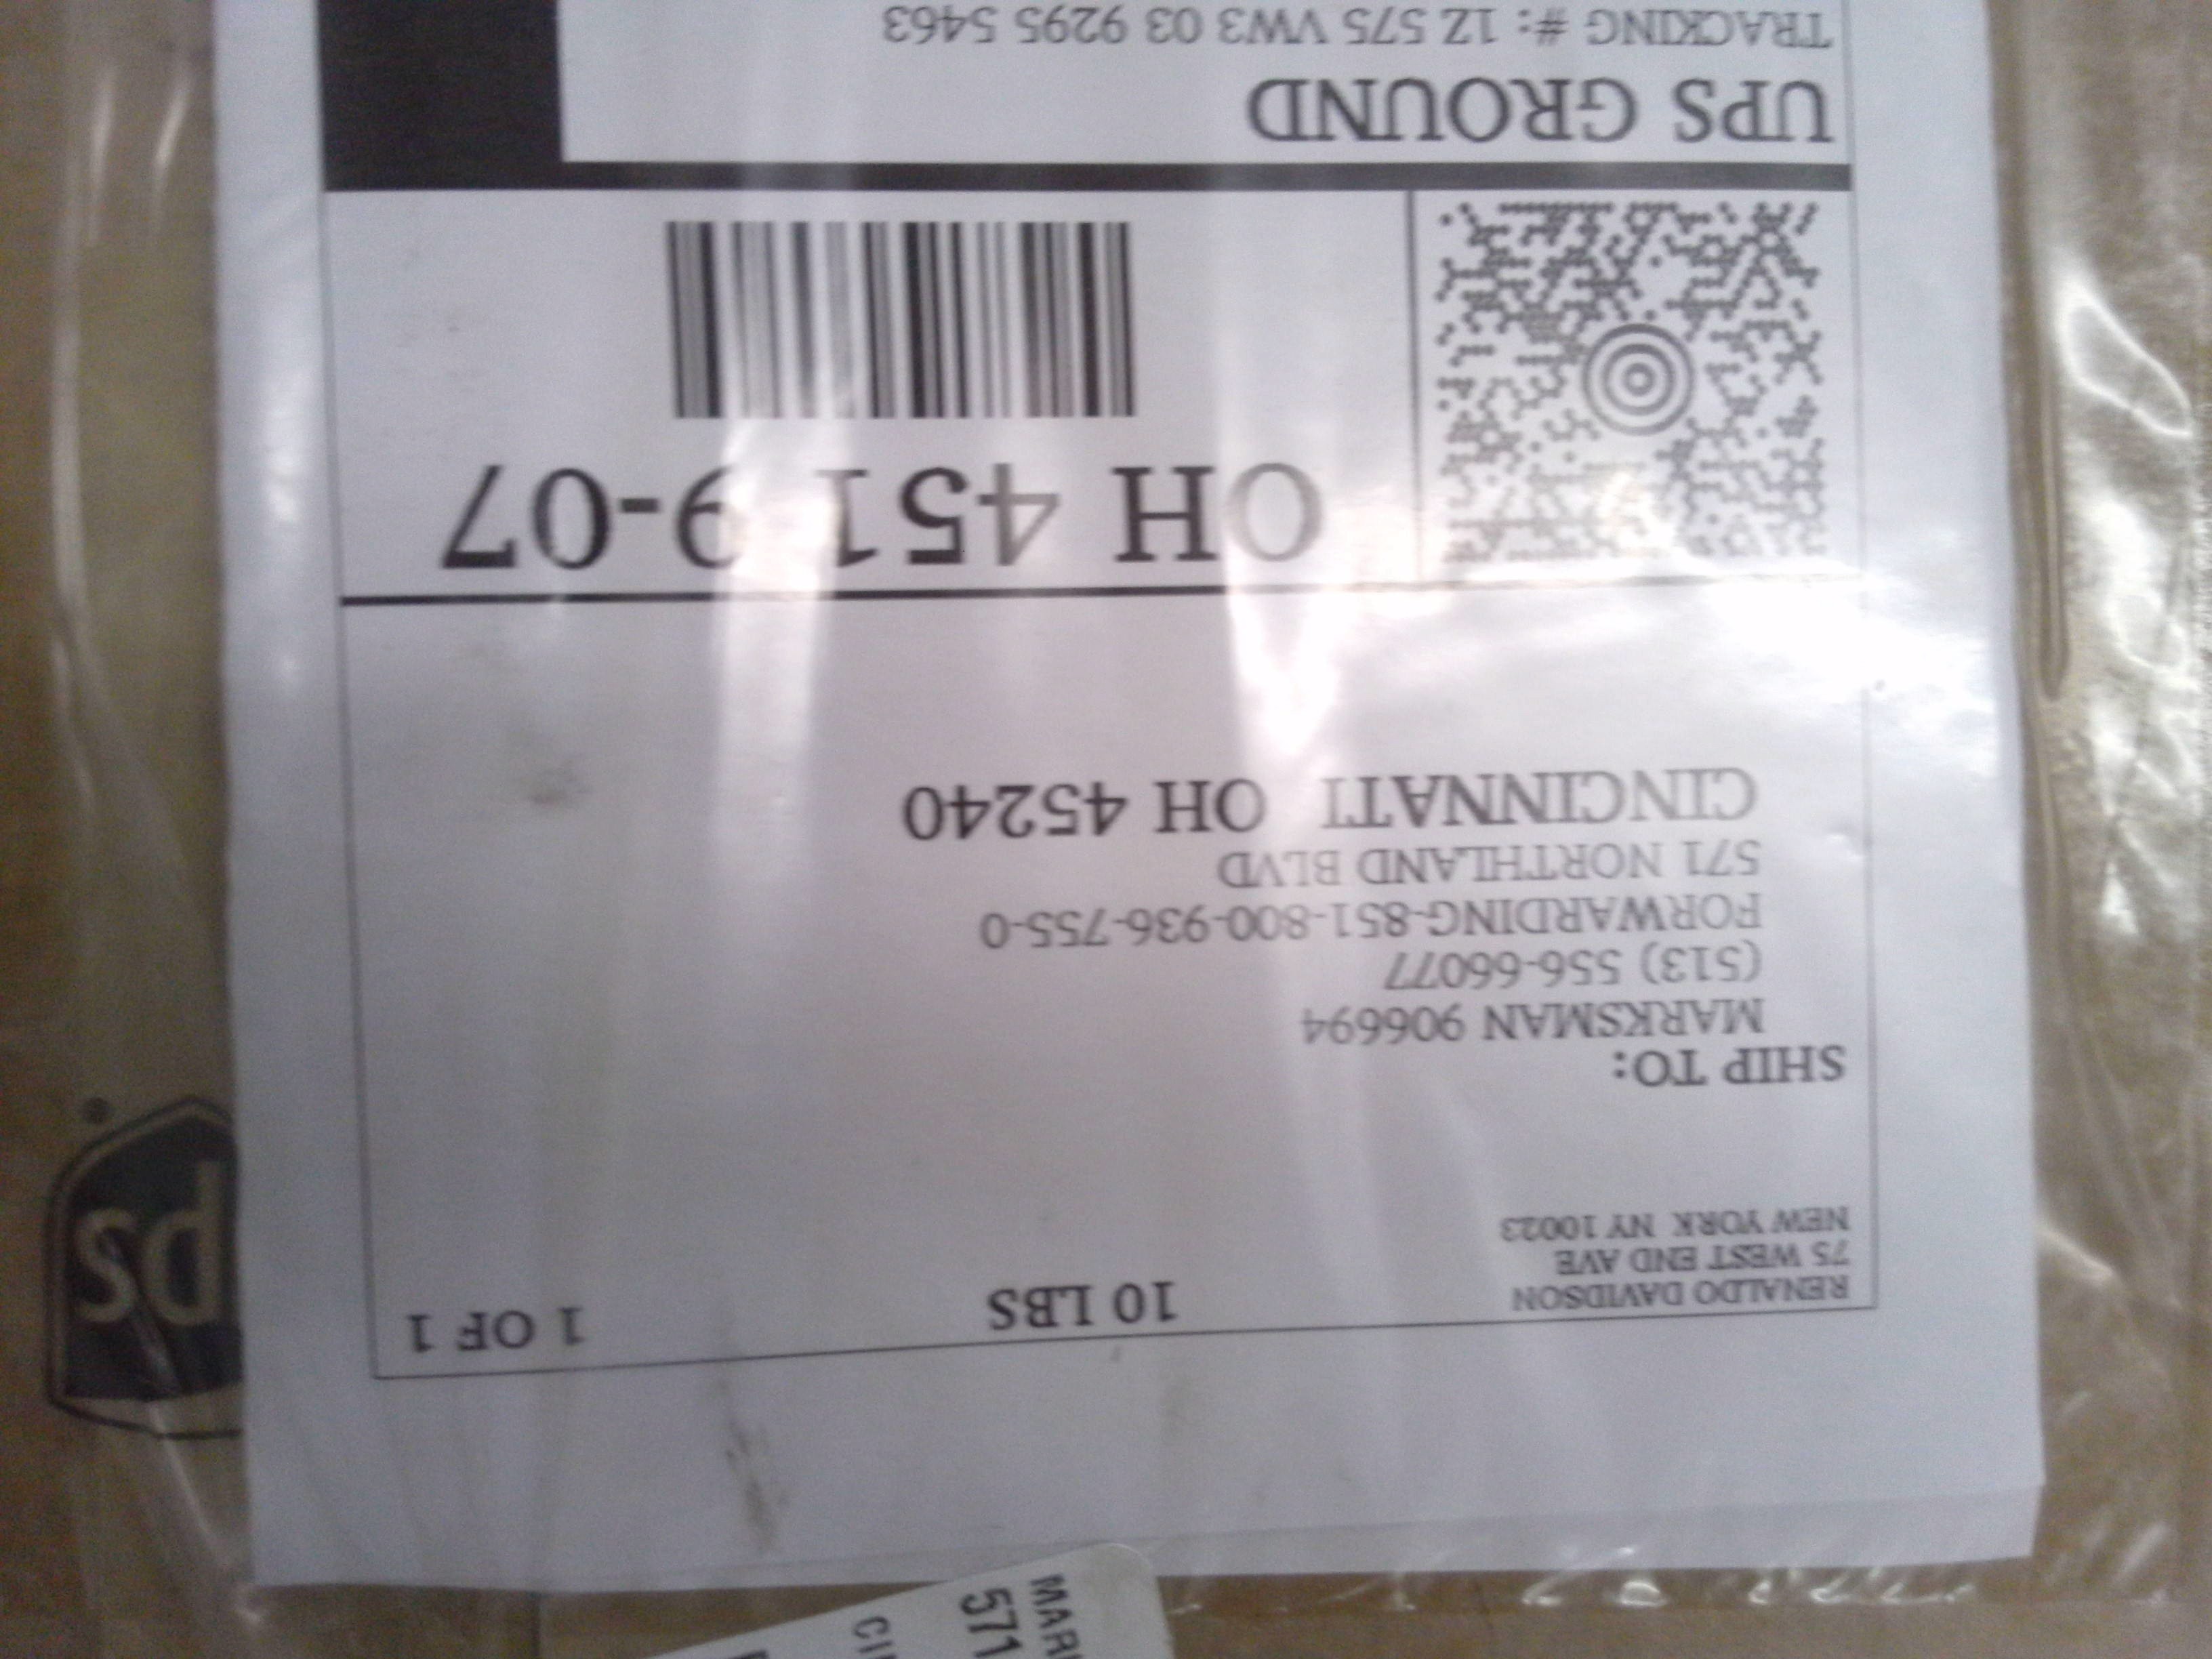 RENALDO DAVIDSON
75 WEST END AVE
NEW YORK NY 10023
10 LBS
1 OF 1
SHIP TO:
MARKSMAN 906694
(513) 556-66077
FORWARDING-851-800-936-755-0
571 NORTHLAND BLVD
CINCINNATI OH 45240
OH 451 9-07
UPS GROUND
TRACKING #: 1Z 575 VW3 03 9295 5463
ups
571